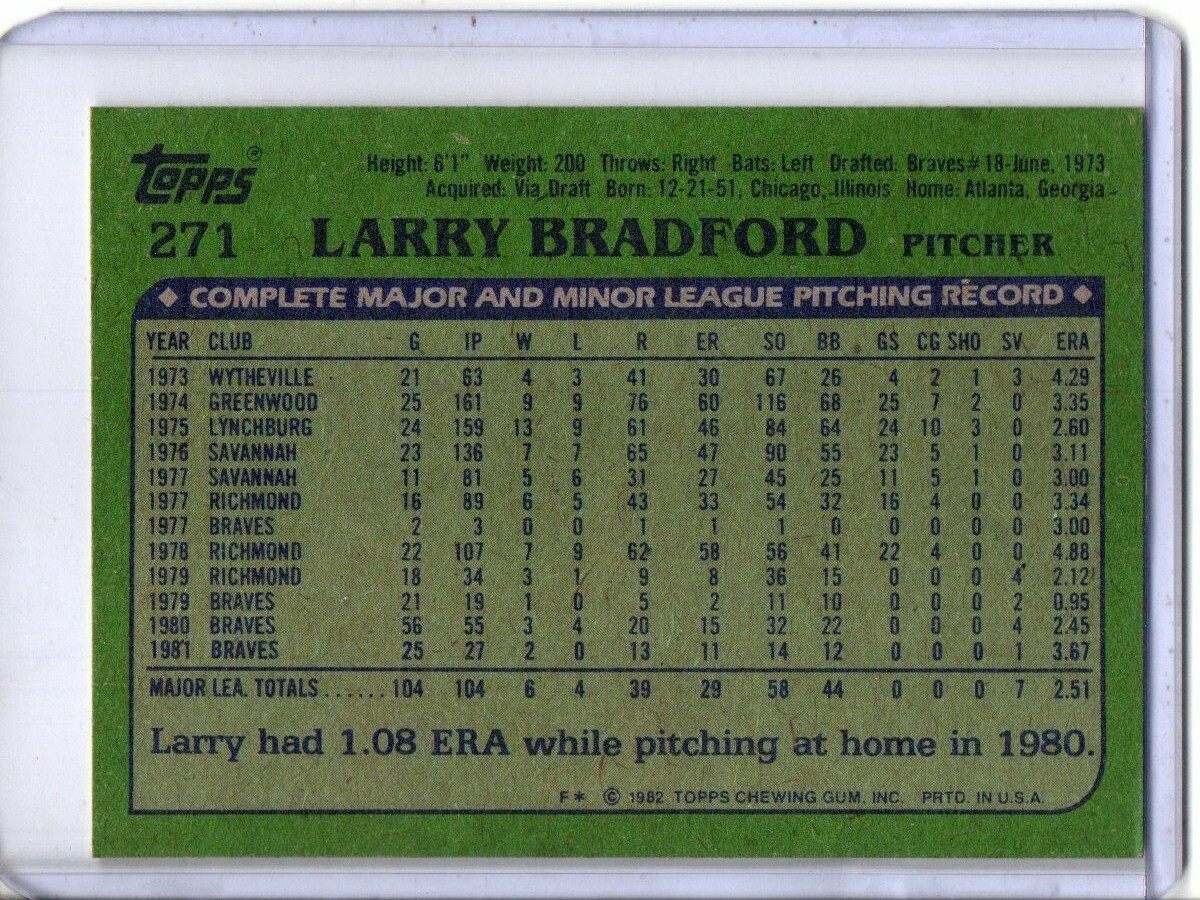 Topps® Height: 6'1" Weight: 200 Throws: Right Bats: Left Drafted: Braves #18-June, 1973
Acquired: Via Draft Born: 12-21-51, Chicago, Illinois Home: Atlanta, Georgia
271 LARRY BRADFORD PITCHER
◆ COMPLETE MAJOR AND MINOR LEAGUE PITCHING RECORD ◆
YEAR CLUB G IP W L R ER SO BB GS CG SHO SV ERA
1973 WYTHEVILLE 21 63 4 3 41 30 67 26 4 2 1 3 4.29
1974 GREENWOOD 25 161 9 9 76 60 116 68 25 7 2 0 3.35
1975 LYNCHBURG 24 159 13 9 61 46 84 64 24 10 3 0 2.60
1976 SAVANNAH 23 136 7 7 65 47 90 55 23 5 1 0 3.11
1977 SAVANNAH 11 81 5 6 31 27 45 25 11 5 1 0 3.00
1977 RICHMOND 16 89 6 5 43 33 54 32 16 4 0 0 3.34
1977 BRAVES 2 3 0 0 1 1 1 0 0 0 0 0 3.00
1978 RICHMOND 22 107 7 9 62 58 56 41 22 4 0 0 4.88
1979 RICHMOND 18 34 3 1 9 8 36 15 0 0 0 4 2.12
1979 BRAVES 21 19 1 0 5 2 11 10 0 0 0 2 0.95
1980 BRAVES 56 55 3 4 20 15 32 22 0 0 0 4 2.45
1981 BRAVES 25 27 2 0 13 11 14 12 0 0 0 1 3.67
MAJOR LEA. TOTALS...... 104 104 6 4 39 29 58 44 0 0 0 7 2.51
Larry had 1.08 ERA while pitching at home in 1980.
F* © 1982 TOPPS CHEWING GUM, INC. PRTD. IN U.S.A.